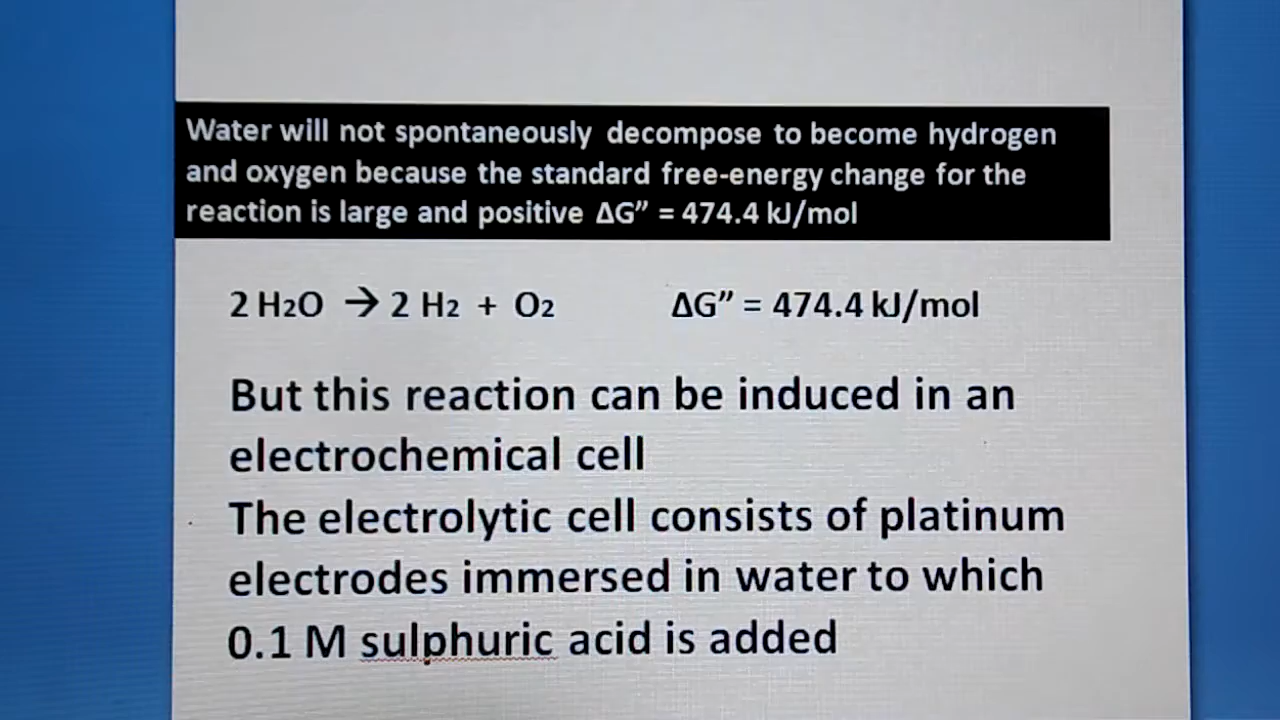 Water will not spontaneously decompose to become hydrogen
and oxygen because the standard free-energy change for the
reaction is large and positive ΔG” = 474.4 kJ/mol
2 H2O → 2 H2 + O2 ΔG” = 474.4 kJ/mol
But this reaction can be induced in an
electrochemical cell
The electrolytic cell consists of platinum
electrodes immersed in water to which
0.1 M sulphuric acid is added